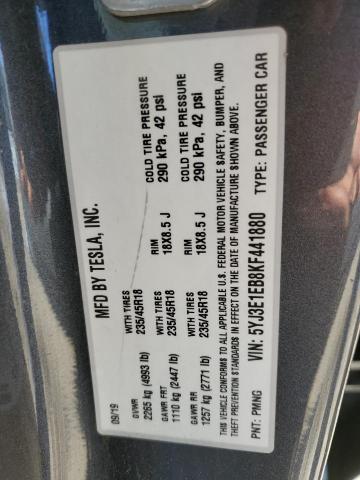 MFD BY TESLA, INC.
09/19
GVWR WITH TIRES RIM COLD TIRE PRESSURE
2265 kg (4993 lb) 235/45R18 18X8.5 J 290 kPa, 42 psi
GAWR FRT WITH TIRES RIM COLD TIRE PRESSURE
1110 kg (2447 lb) 235/45R18 18X8.5 J 290 kPa, 42 psi
GAWR RR WITH TIRES
1257 kg (2771 lb) 235/45R18
THIS VEHICLE CONFORMS TO ALL APPLICABLE U.S. FEDERAL MOTOR VEHICLE SAFETY, BUMPER, AND
THEFT PREVENTION STANDARDS IN EFFECT ON THE DATE OF MANUFACTURE SHOWN ABOVE.
VIN: 5YJ3E1EB8KF441880 TYPE: PASSENGER CAR
PNT: PMNG